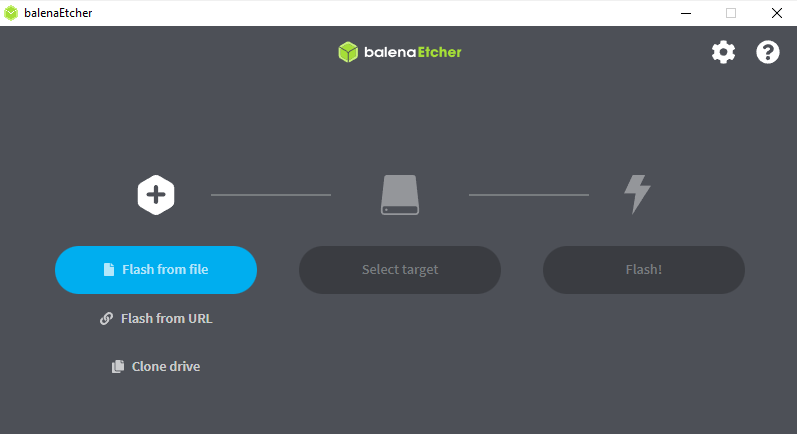 balenaEtcher
balenaEtcher
Flash from file
Select target
Flash!
Flash from URL
Clone drive